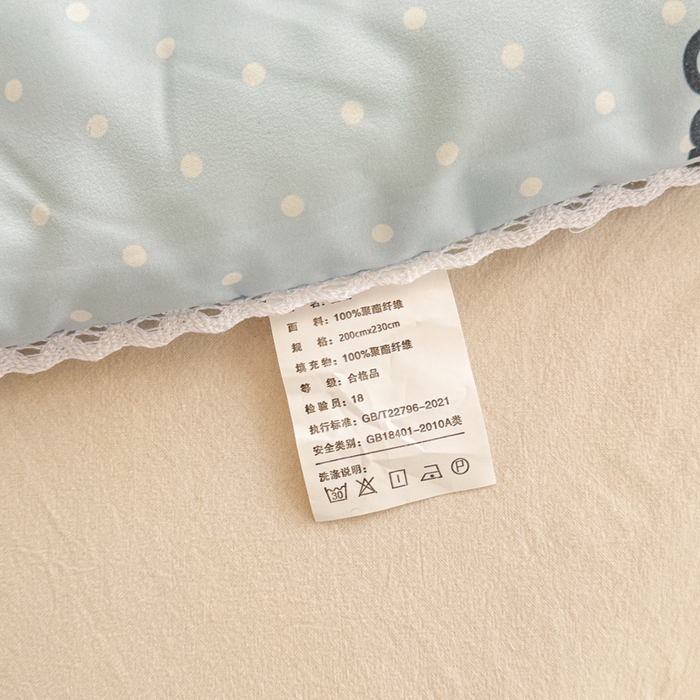 面 料：100%聚酯纤维
规 格：200cmx230cm
填充物：100%聚酯纤维
等 级：合格品
检验员：18
执行标准：GB/T22796-2021
安全类别：GB18401-2010A类
洗涤说明：
30 P